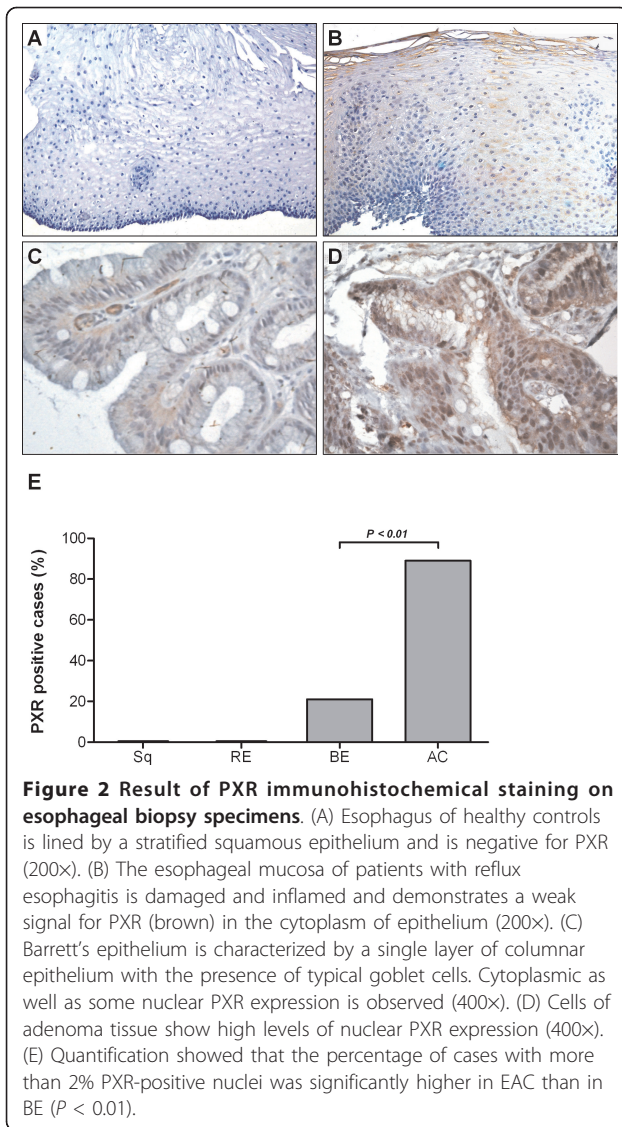 A
B
C
D
E
P < 0.01
PXR positive cases (%)
100
80
60
40
20
0
Sq RE BE AC
Figure 2 Result of PXR immunohistochemical staining on
esophageal biopsy specimens. (A) Esophagus of healthy controls
is lined by a stratified squamous epithelium and is negative for PXR
(200×). (B) The esophageal mucosa of patients with reflux
esophagitis is damaged and inflamed and demonstrates a weak
signal for PXR (brown) in the cytoplasm of epithelium (200×). (C)
Barrett's epithelium is characterized by a single layer of columnar
epithelium with the presence of typical goblet cells. Cytoplasmic as
well as some nuclear PXR expression is observed (400×). (D) Cells of
adenoma tissue show high levels of nuclear PXR expression (400×).
(E) Quantification showed that the percentage of cases with more
than 2% PXR-positive nuclei was significantly higher in EAC than in
BE (P < 0.01).